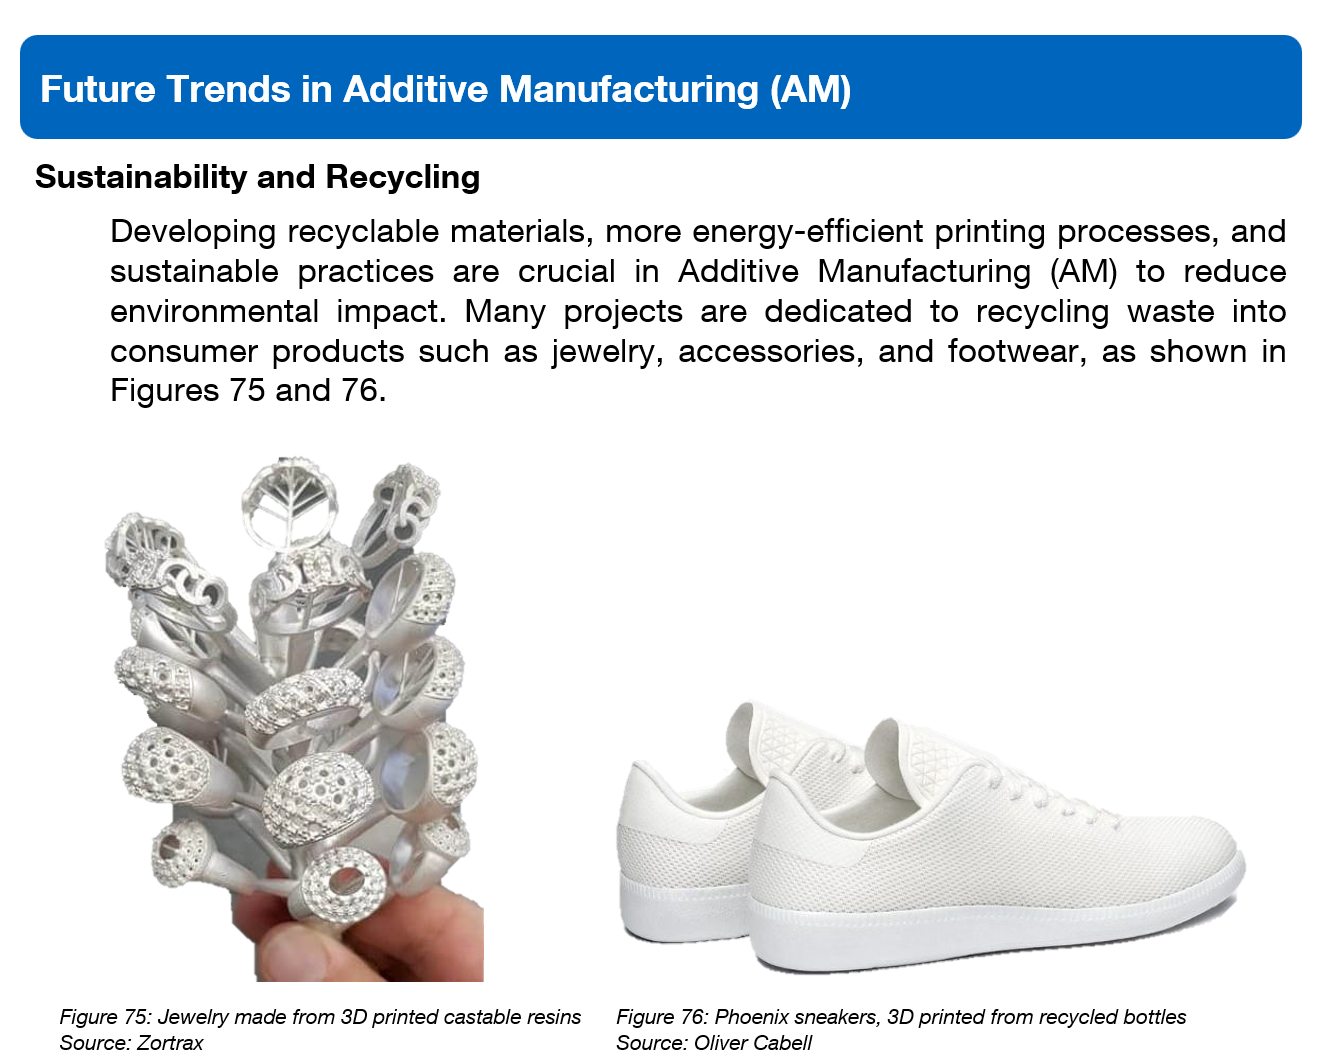 Future Trends in Additive Manufacturing (AM)
Sustainability and Recycling
Developing recyclable materials, more energy-efficient printing processes, and
sustainable practices are crucial in Additive Manufacturing (AM) to reduce
environmental impact. Many projects are dedicated to recycling waste into
consumer products such as jewelry, accessories, and footwear, as shown in
Figures 75 and 76.
Figure 75: Jewelry made from 3D printed castable resins
Source: Zortrax
Figure 76: Phoenix sneakers, 3D printed from recycled bottles
Source: Oliver Cabell